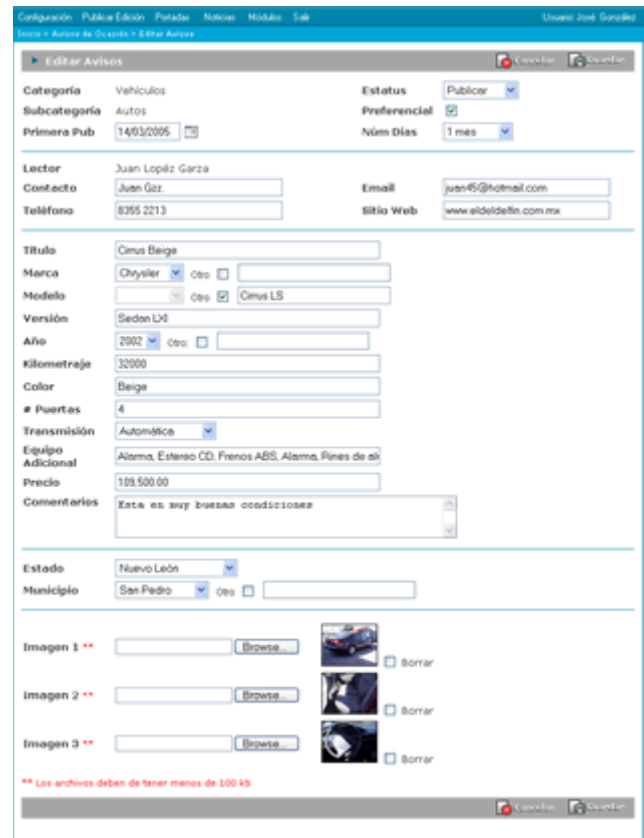 Configuración Publicar Edición Portadas Noticias Módulos Salir Usuario José González
Inicio > Avisos de Ocasión > Editar Avisos
Editar Avisos Cancelar Guardar
Categoría Vehículos Estatus Publicar
Subcategoría Autos Preferencial
Primera Pub 14/03/2005 Núm Días 1 mes
Lector Juan Lopéz Garza
Contacto Juan Gzz. Email juan45@hotmail.com
Teléfono 8355 2213 Sitio Web www.eldeldelfin.com.mx
Título Cirrus Beige
Marca Chrysler Otro
Modelo Otro Cirrus LS
Versión Sedan LXI
Año 2002 Otro:
Kilometraje 32000
Color Beige
# Puertas 4
Transmisión Automática
Equipo
Adicional Alarma, Estereo CD, Frenos ABS, Alarma, Rines de
Precio 109,500.00
Comentarios Esta en muy buenas condiciones
Estado Nuevo León
Municipio San Pedro Otro
Imagen 1 ** Browse... Borrar
Imagen 2 ** Browse... Borrar
Imagen 3 ** Browse... Borrar
** Los archivos deben de tener menos de 100 kb
Cancelar Guardar